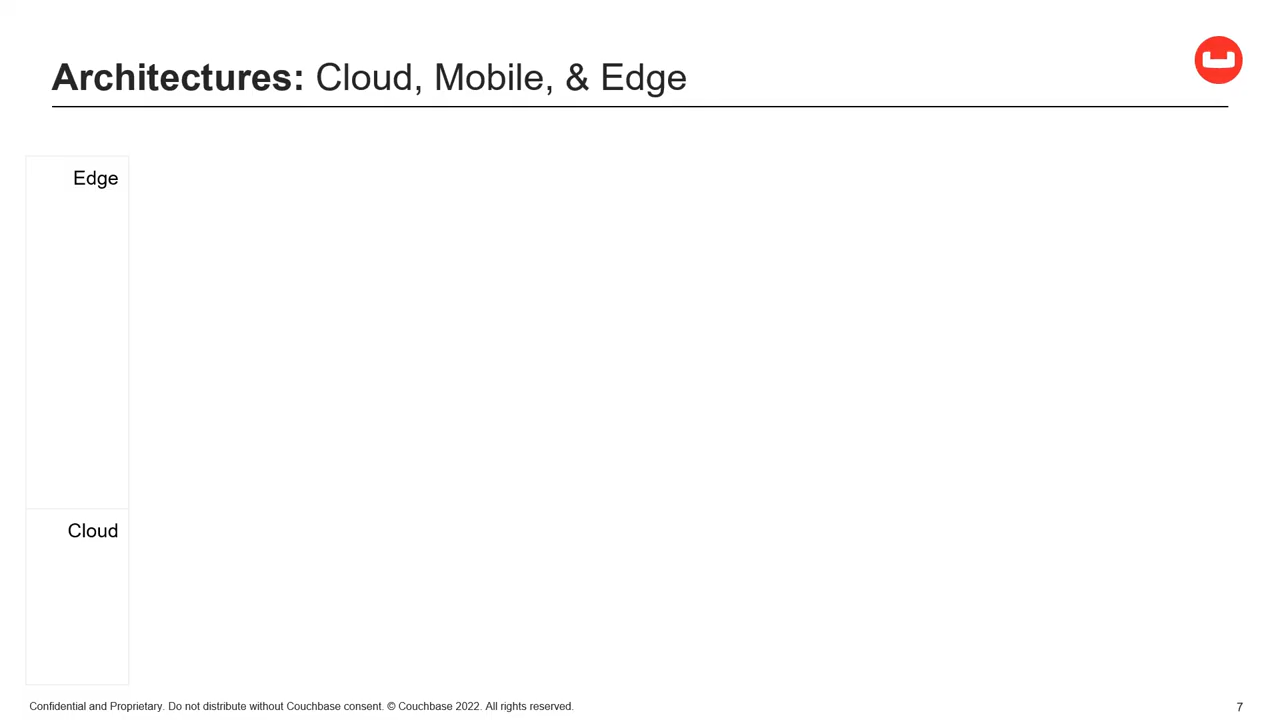 Architectures: Cloud, Mobile, & Edge
Edge
Cloud
Confidential and Proprietary. Do not distribute without Couchbase consent. © Couchbase 2022. All rights reserved.
7